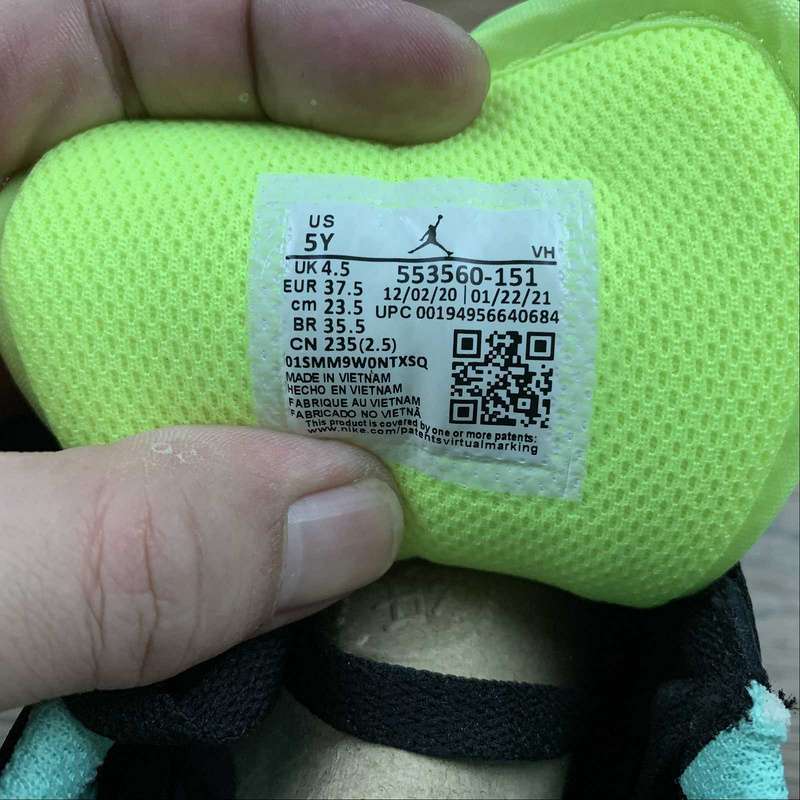 US
5Y
VH
UK 4.5
EUR 37.5
cm 23.5
BR 35.5
CN 235(2.5)
553560-151
12/02/20 | 01/22/21
UPC 00194956640684
01SMM9W0NTXSQ
MADE IN VIETNAM
HECHO EN VIETNAM
FABRIQUE AU VIETNAM
FABRICADO NO VIETNÃ
This product is covered by one or more patents:
www.nike.com/patentsvirtualmarking